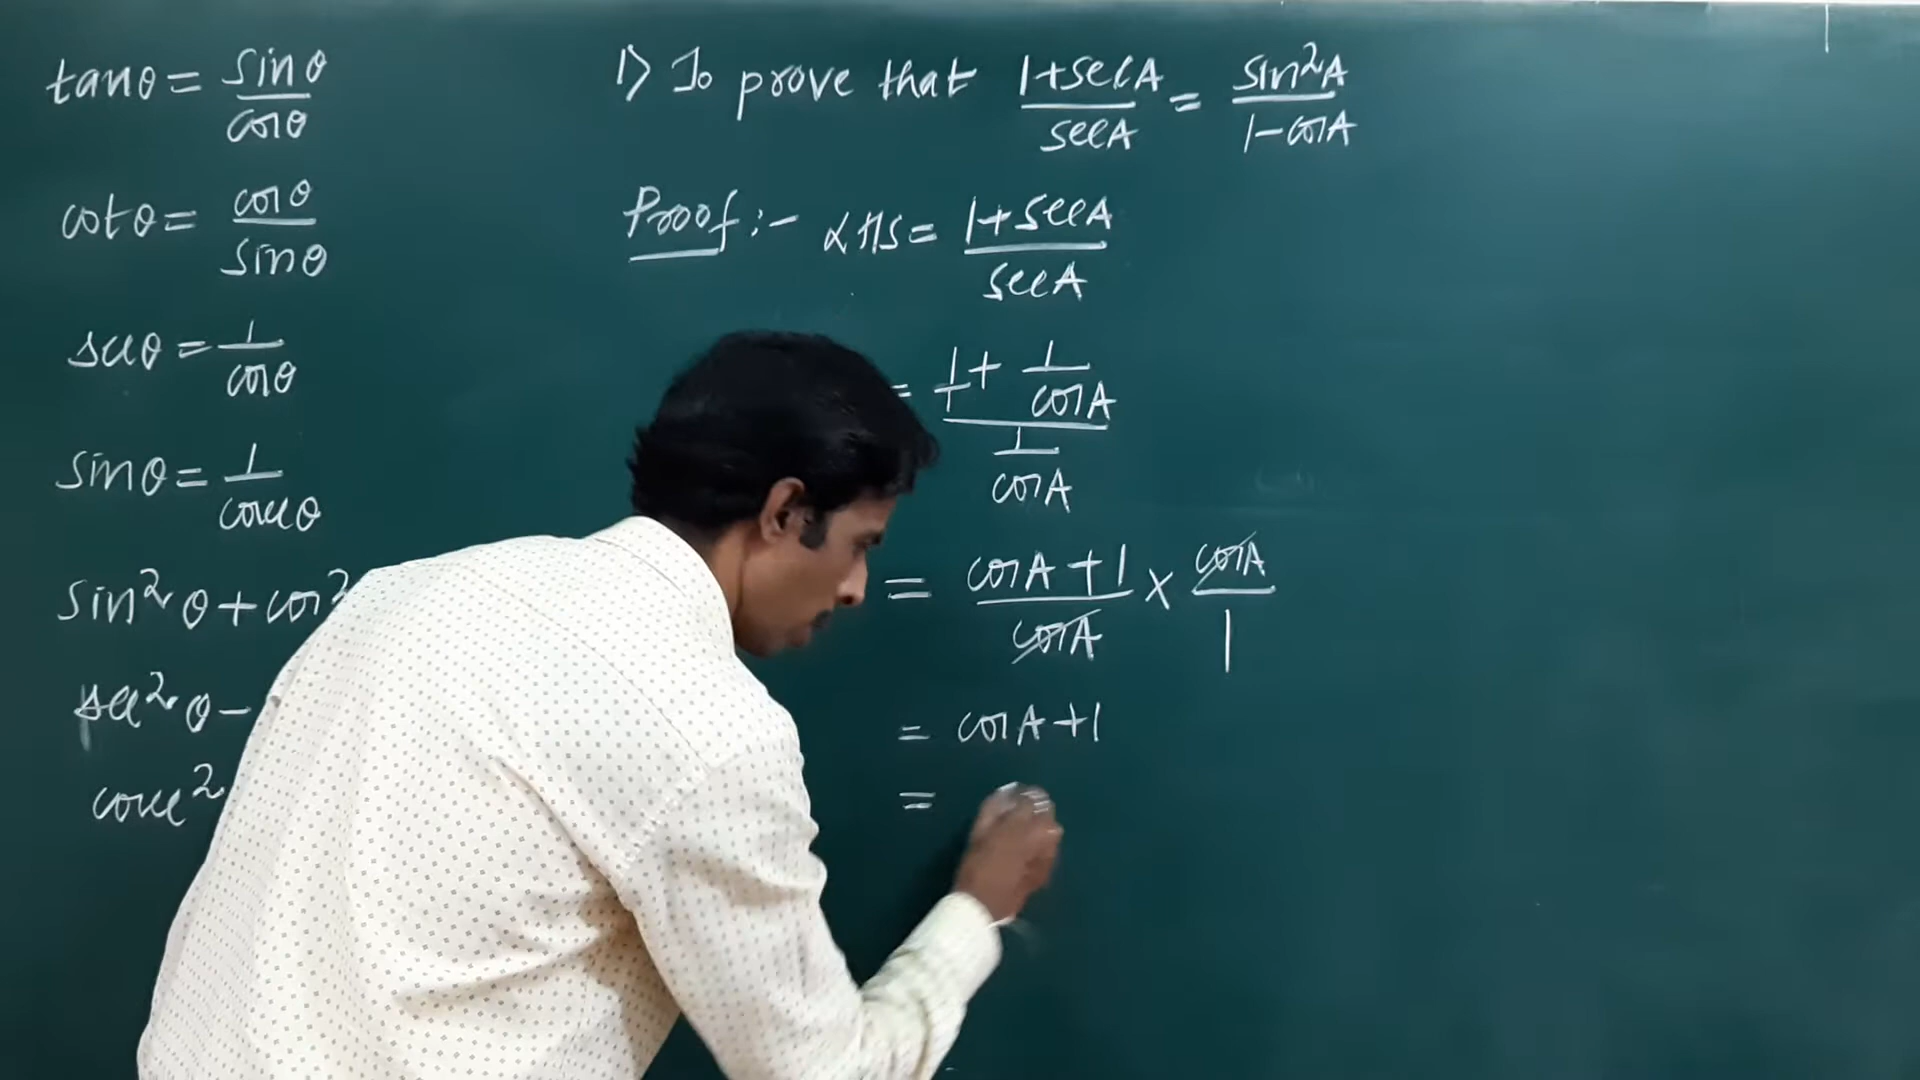 tanθ = sinθ/cosθ
cotθ = cosθ/sinθ
secθ = 1/cosθ
sinθ = 1/cosecθ
sin²θ + cos²
sec²θ -
cosec²
1) To prove that (1+secA)/secA = sin²A/(1-cosA)
Proof :- LHS = (1+secA)/secA
= (1/1 + 1/cosA)/(1/cosA)
= (cosA + 1)/cosA × cosA/1
= cosA + 1
=